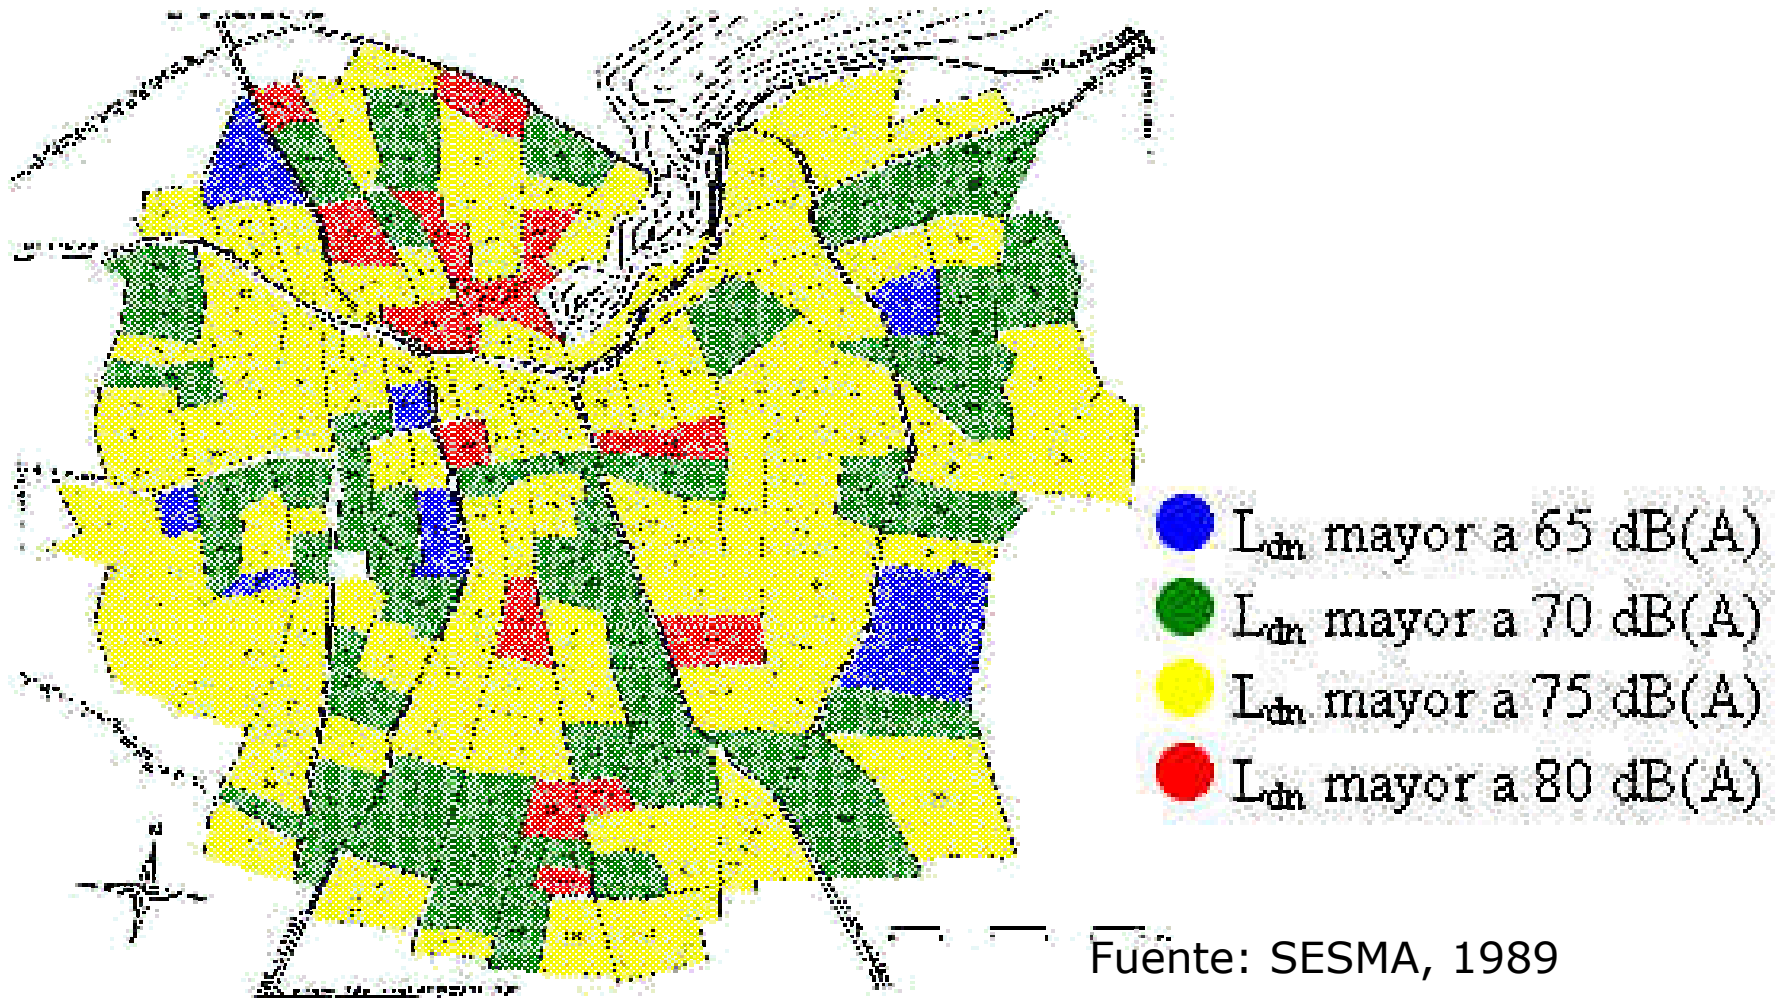 Ldn mayor a 65 dB(A)
Ldn mayor a 70 dB(A)
Ldn mayor a 75 dB(A)
Ldn mayor a 80 dB(A)
Fuente: SESMA, 1989